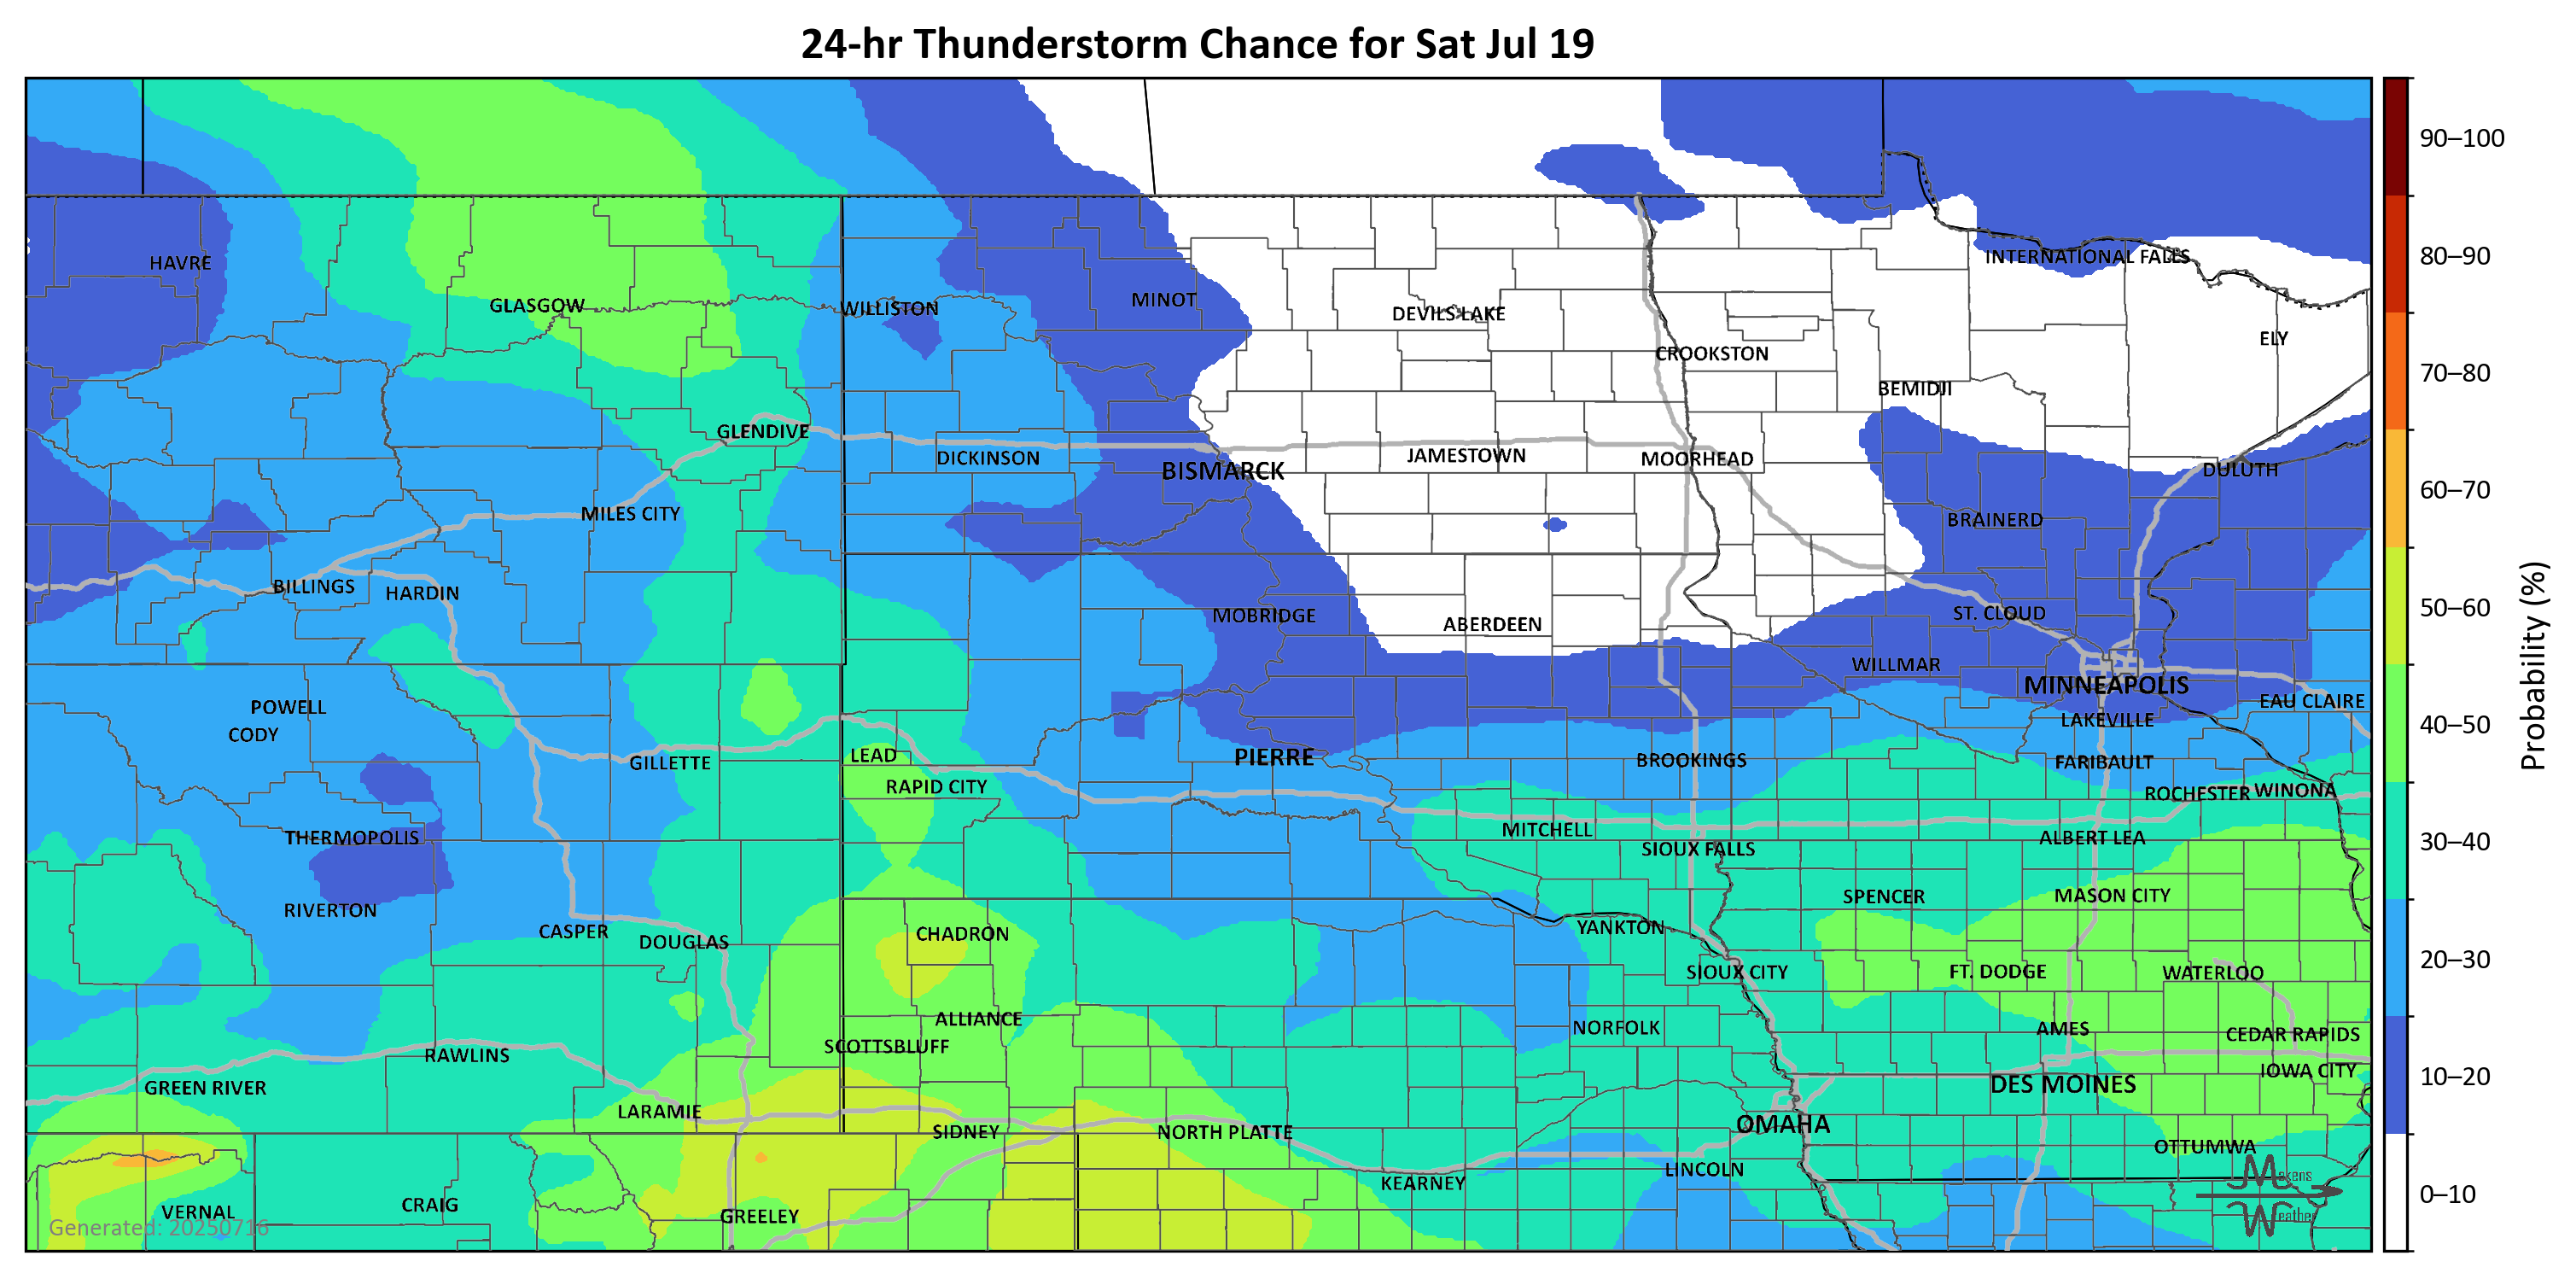 24-hr Thunderstorm Chance for Sat Jul 19
90–100
80–90
70–80
60–70
50–60
40–50
30–40
20–30
10–20
0–10
Probability (%)
HAVRE
INTERNATIONAL FALLS
GLASGOW
WILLISTON
MINOT
DEVILS LAKE
ELY
CROOKSTON
BEMIDJI
GLENDIVE
DICKINSON
BISMARCK
JAMESTOWN
MOORHEAD
DULUTH
MILES CITY
BRAINERD
BILLINGS
HARDIN
MOBRIDGE
ABERDEEN
ST. CLOUD
WILLMAR
MINNEAPOLIS
POWELL
CODY
EAU CLAIRE
LAKEVILLE
LEAD
GILLETTE
PIERRE
BROOKINGS
FARIBAULT
RAPID CITY
ROCHESTER
WINONA
THERMOPOLIS
MITCHELL
ALBERT LEA
SIOUX FALLS
RIVERTON
SPENCER
MASON CITY
CASPER
DOUGLAS
CHADRON
YANKTON
SIOUX CITY
FT. DODGE
WATERLOO
ALLIANCE
NORFOLK
AMES
CEDAR RAPIDS
SCOTTSBLUFF
RAWLINS
IOWA CITY
GREEN RIVER
DES MOINES
LARAMIE
OMAHA
SIDNEY
NORTH PLATTE
OTTUMWA
LINCOLN
KEARNEY
VERNAL
CRAIG
GREELEY
Generated: 20250716
Makens
Weather